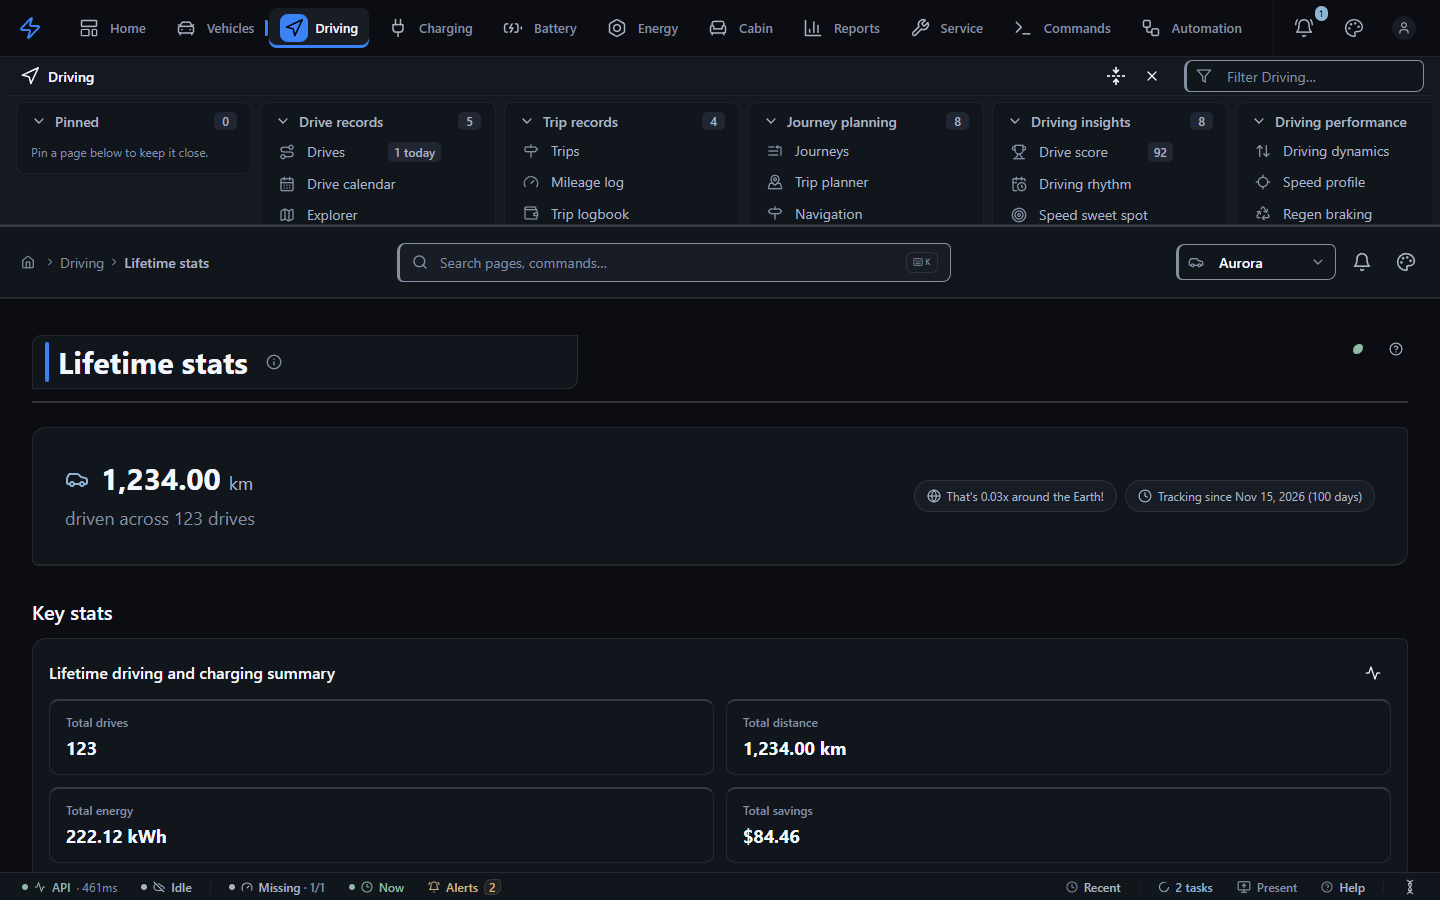 Home Vehicles Driving Charging Battery Energy Cabin Reports Service Commands Automation 1
Driving Filter Driving...
Pinned 0
Pin a page below to keep it close.
Drive records 5
Drives 1 today
Drive calendar
Explorer
Trip records 4
Trips
Mileage log
Trip logbook
Journey planning 8
Journeys
Trip planner
Navigation
Driving insights 8
Drive score 92
Driving rhythm
Speed sweet spot
Driving performance
Driving dynamics
Speed profile
Regen braking
Driving Lifetime stats Search pages, commands... K Aurora
Lifetime stats
1,234.00 km
driven across 123 drives
That's 0.03x around the Earth! Tracking since Nov 15, 2026 (100 days)
Key stats
Lifetime driving and charging summary
Total drives
123
Total distance
1,234.00 km
Total energy
222.12 kWh
Total savings
$84.46
API · 461ms Idle Missing · 1/1 Now Alerts 2 Recent 2 tasks Present Help